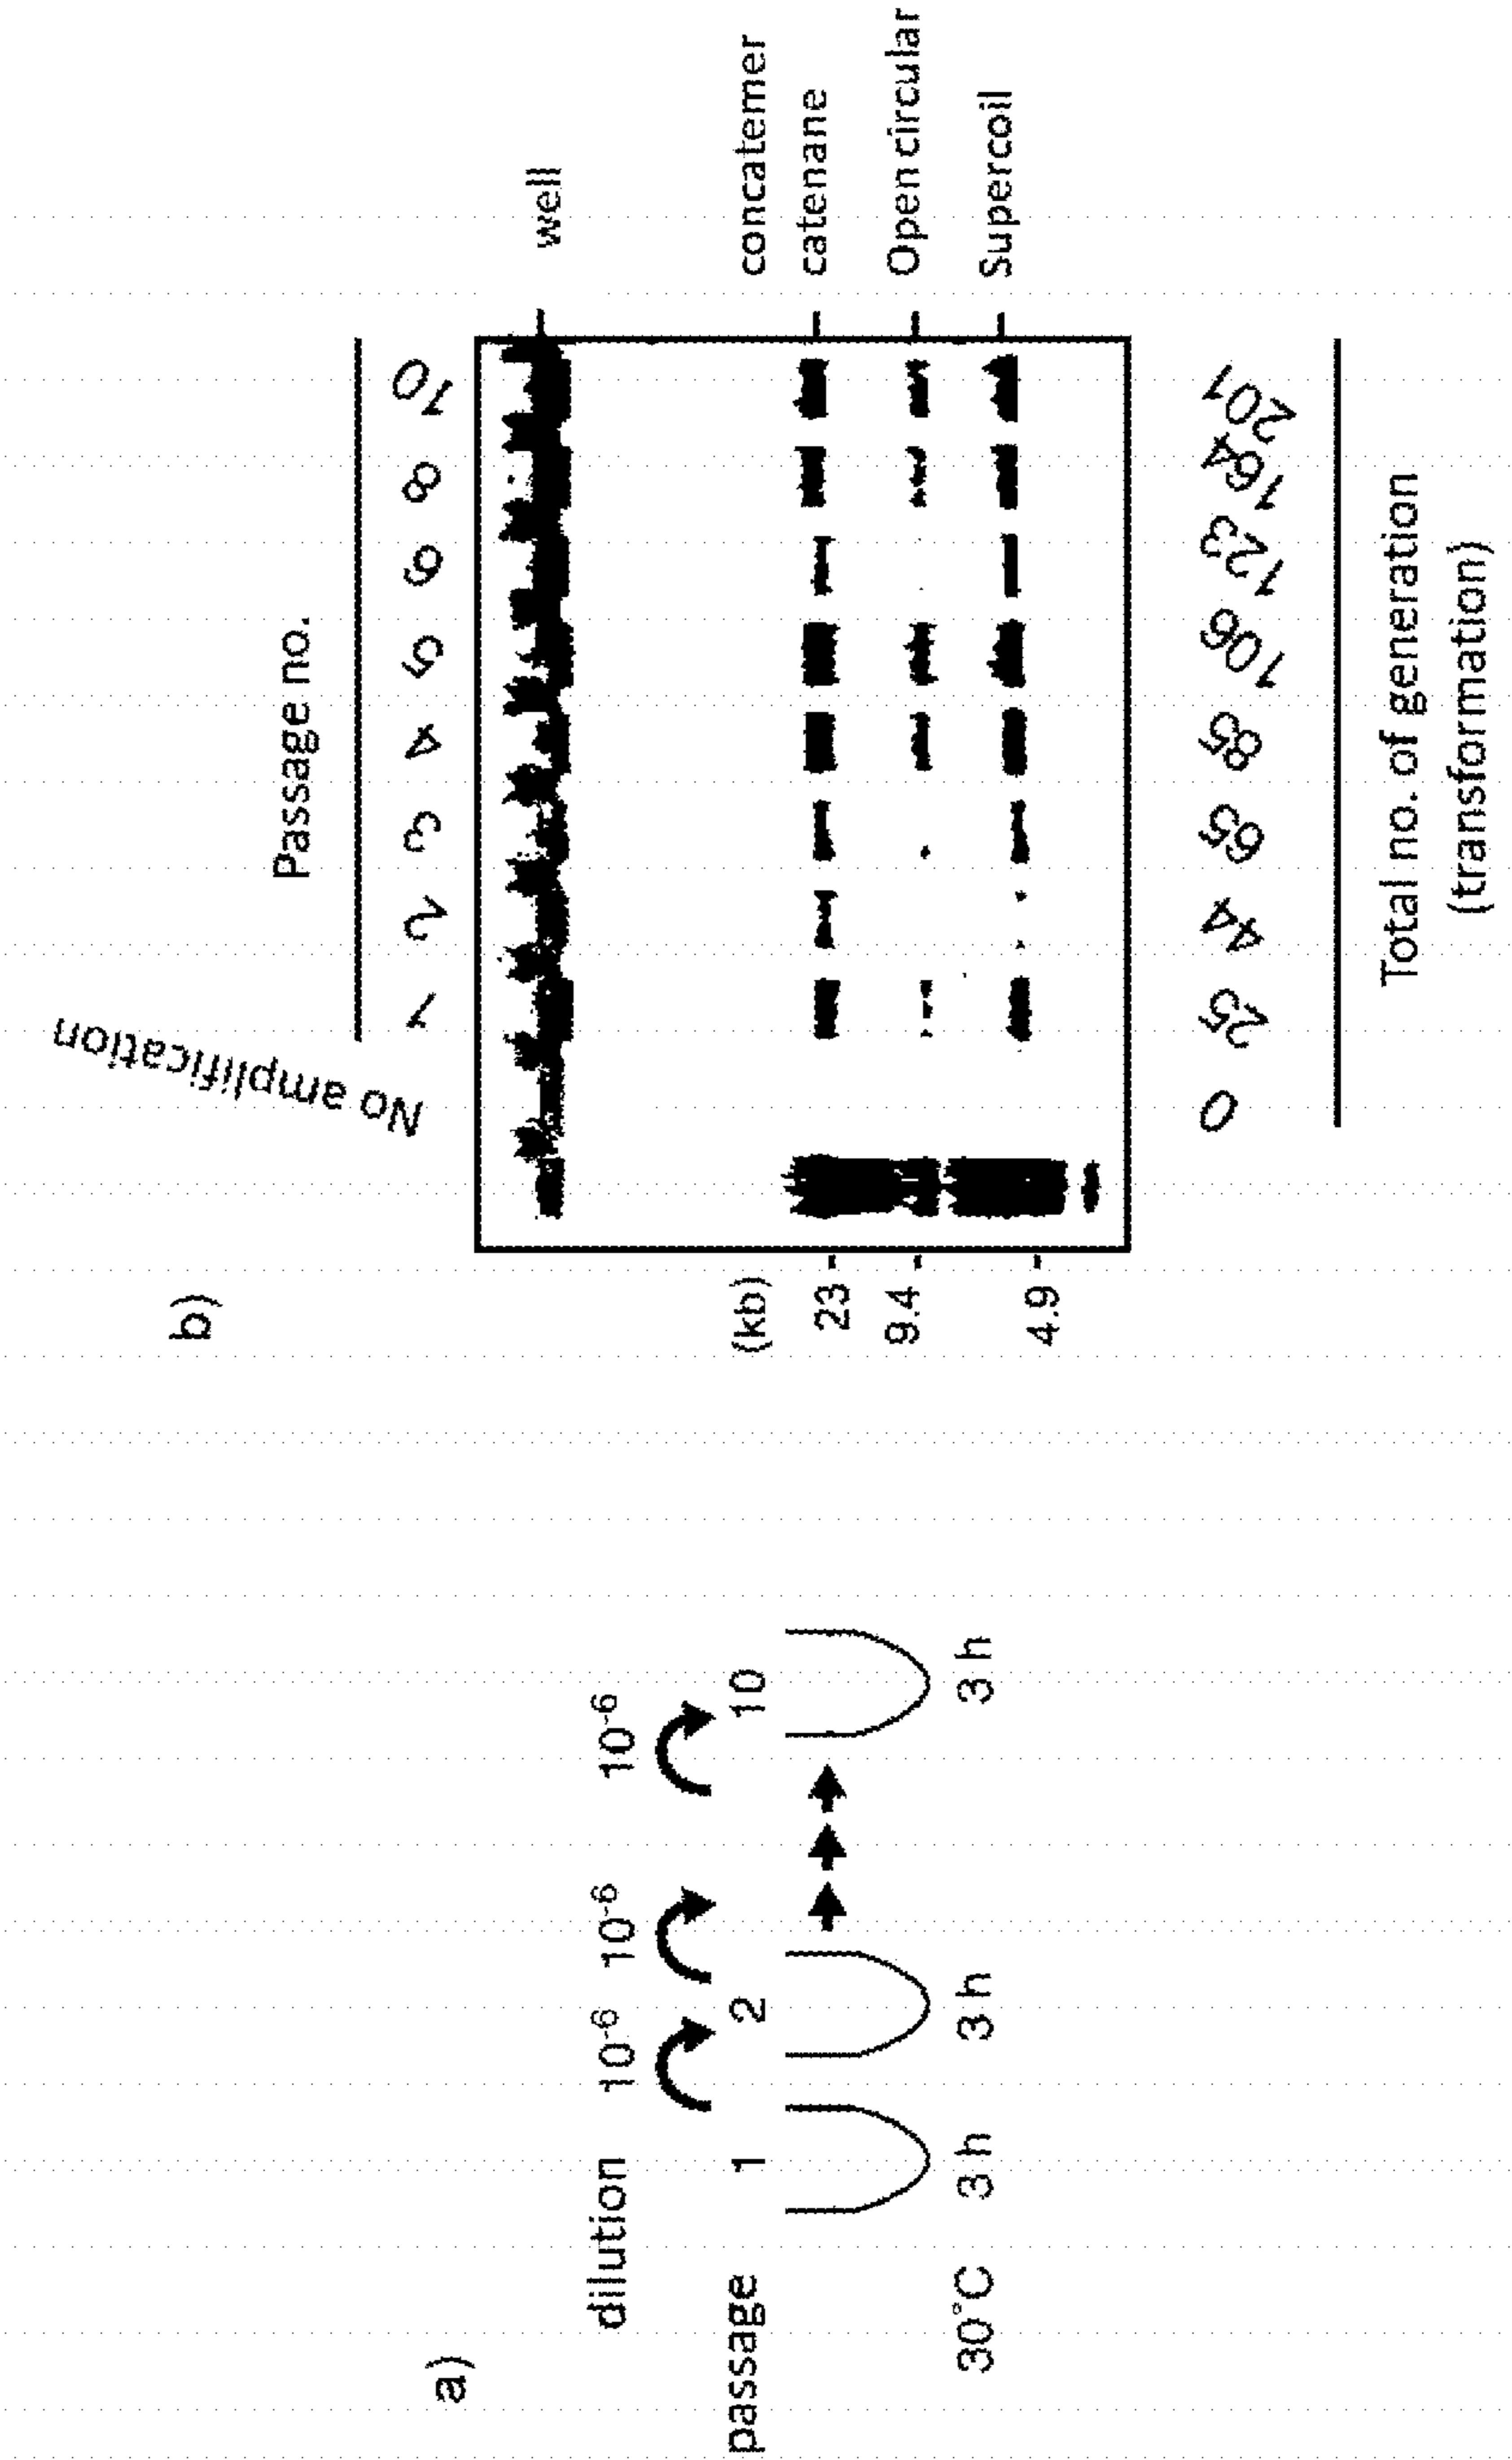 a)
dilution 10-6 10-6 10-6
passage 1 2 10
30°C 3 h 3 h 3 h
b)
Passage no.
No amplification 1 2 3 4 5 6 8 10
well
(kb)
concatemer
23
catenane
9.4
Open circular
4.9
Supercoil
0 25 44 65 85 106 123 164 201
Total no. of generation
(transformation)